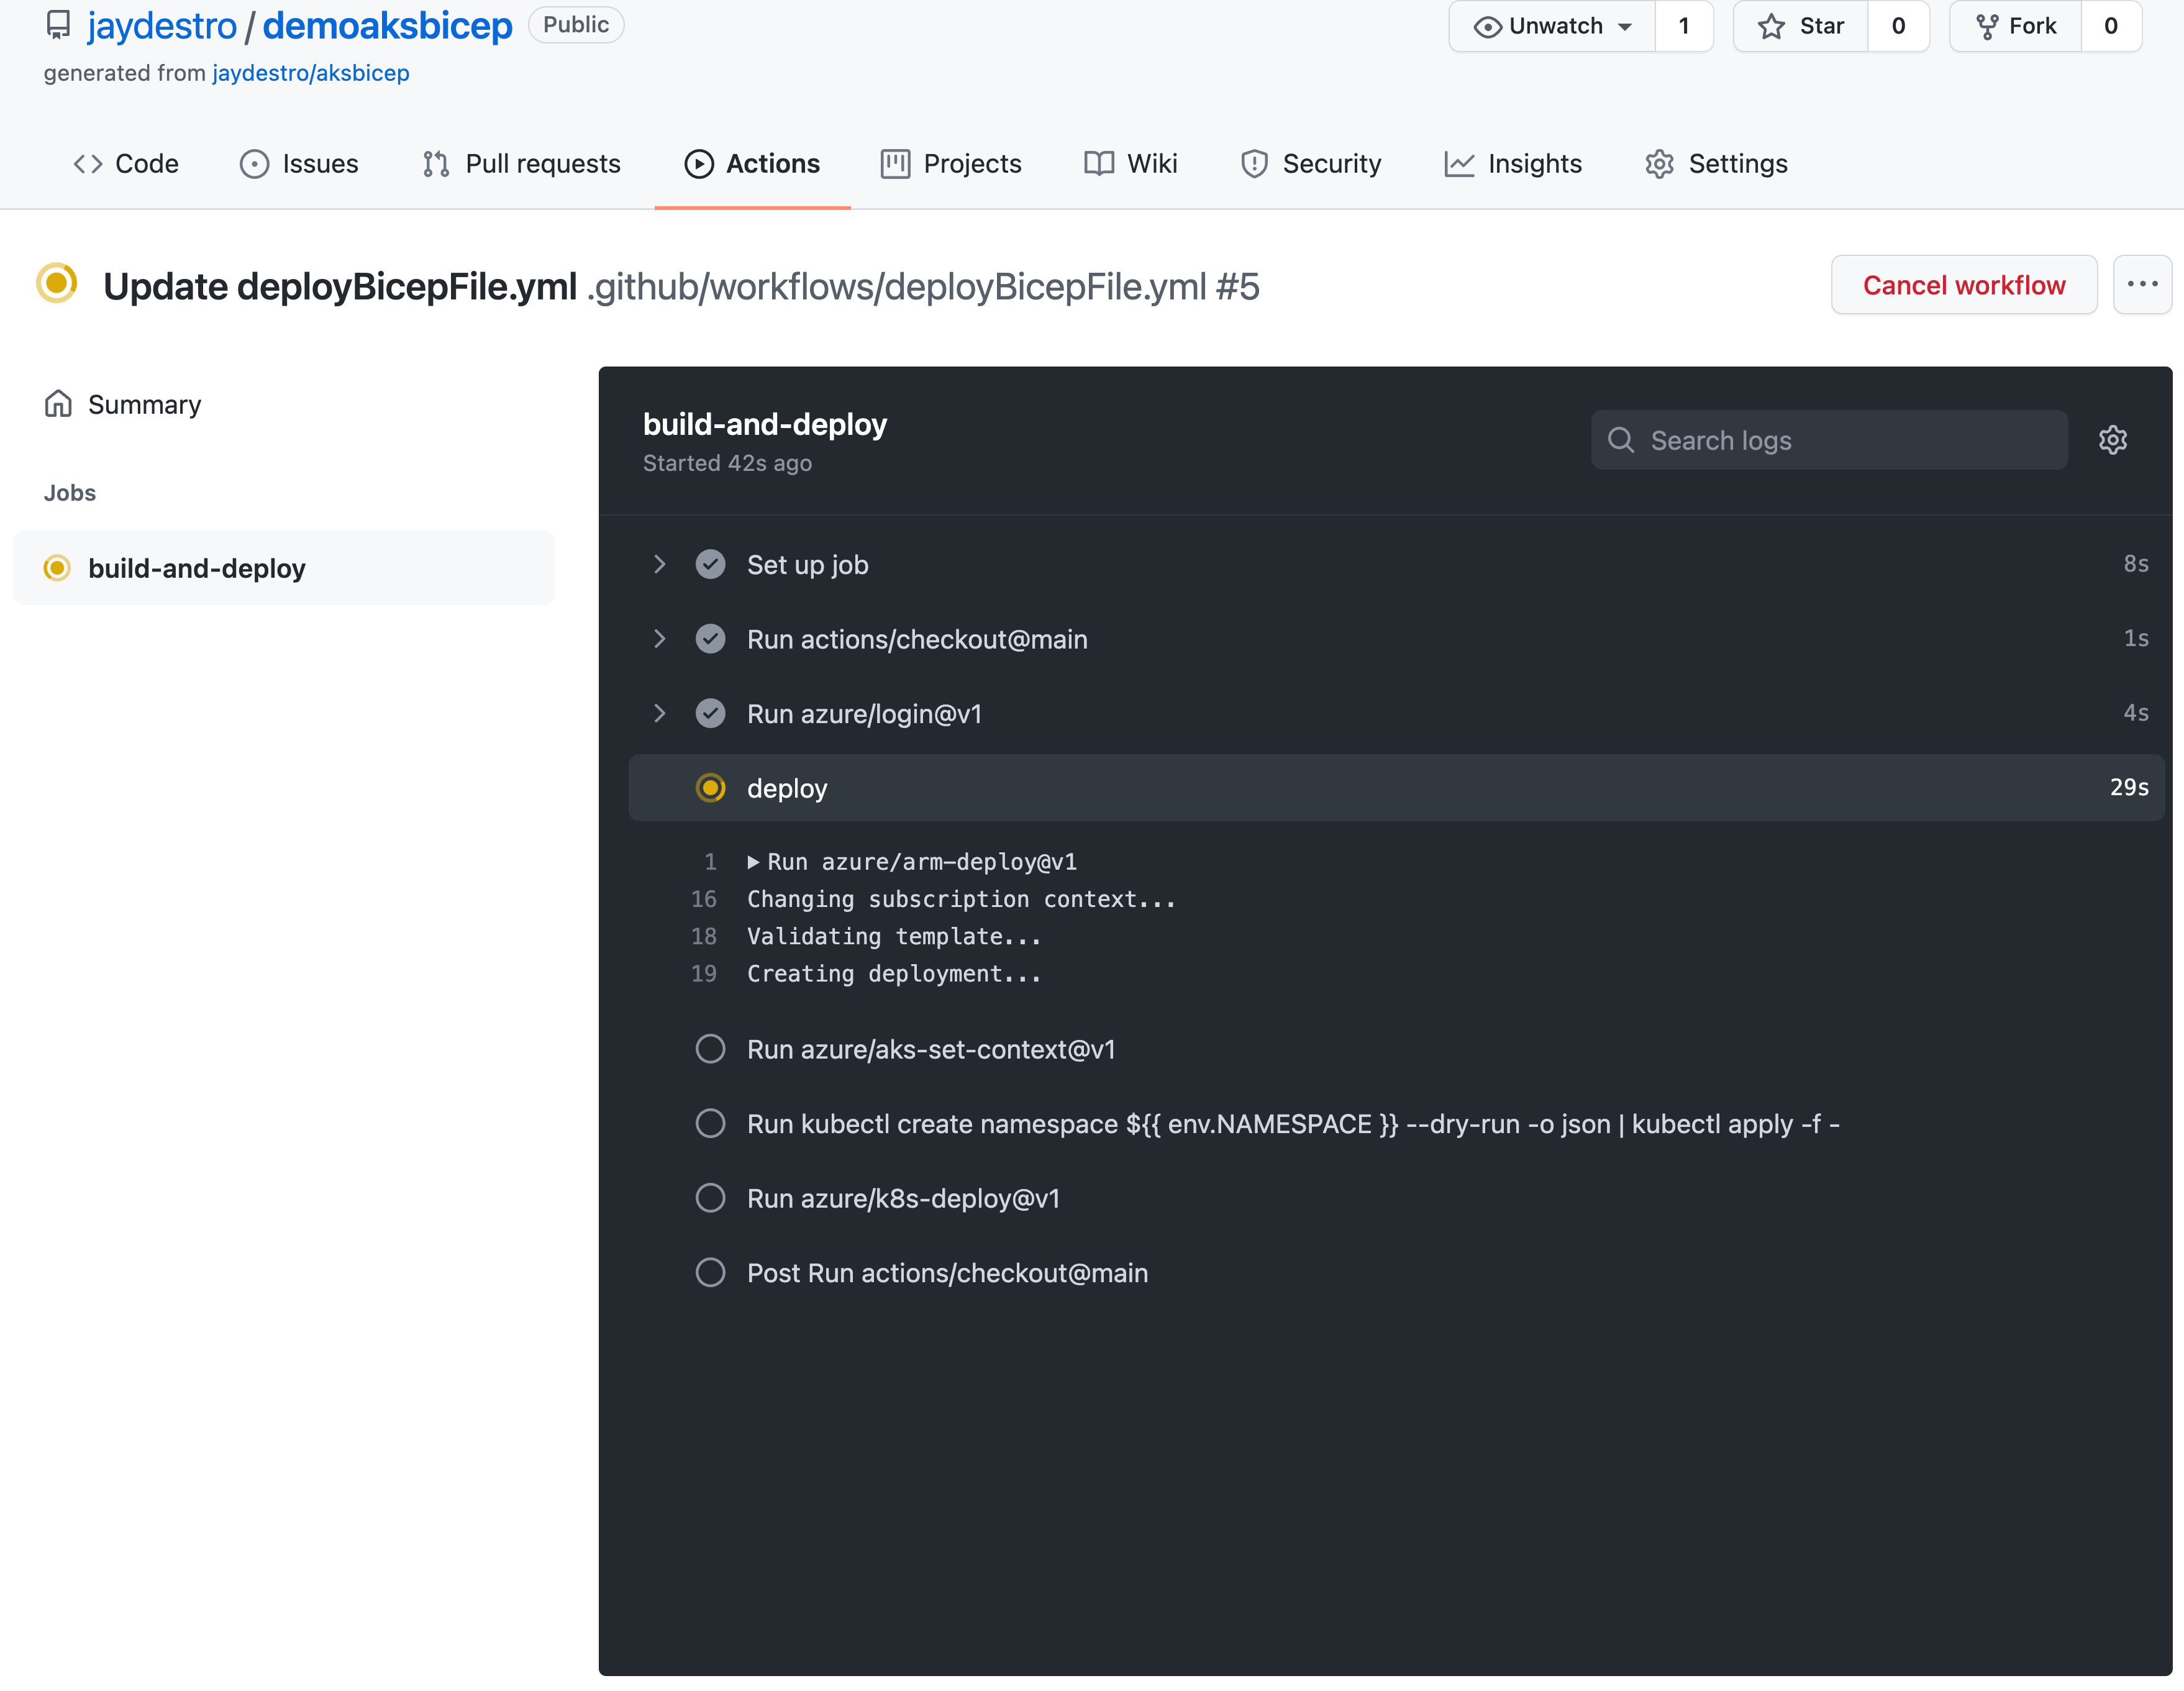 jaydestro / demoaksbicep Public
Unwatch 1 Star 0 Fork 0
generated from jaydestro/aksbicep
Code Issues Pull requests Actions Projects Wiki Security Insights Settings
Update deployBicepFile.yml .github/workflows/deployBicepFile.yml #5
Cancel workflow
Summary
Jobs
build-and-deploy
build-and-deploy
Started 42s ago
Search logs
Set up job 8s
Run actions/checkout@main 1s
Run azure/login@v1 4s
deploy 29s
1 Run azure/arm-deploy@v1
16 Changing subscription context...
18 Validating template...
19 Creating deployment...
Run azure/aks-set-context@v1
Run kubectl create namespace ${{ env.NAMESPACE }} --dry-run -o json | kubectl apply -f -
Run azure/k8s-deploy@v1
Post Run actions/checkout@main